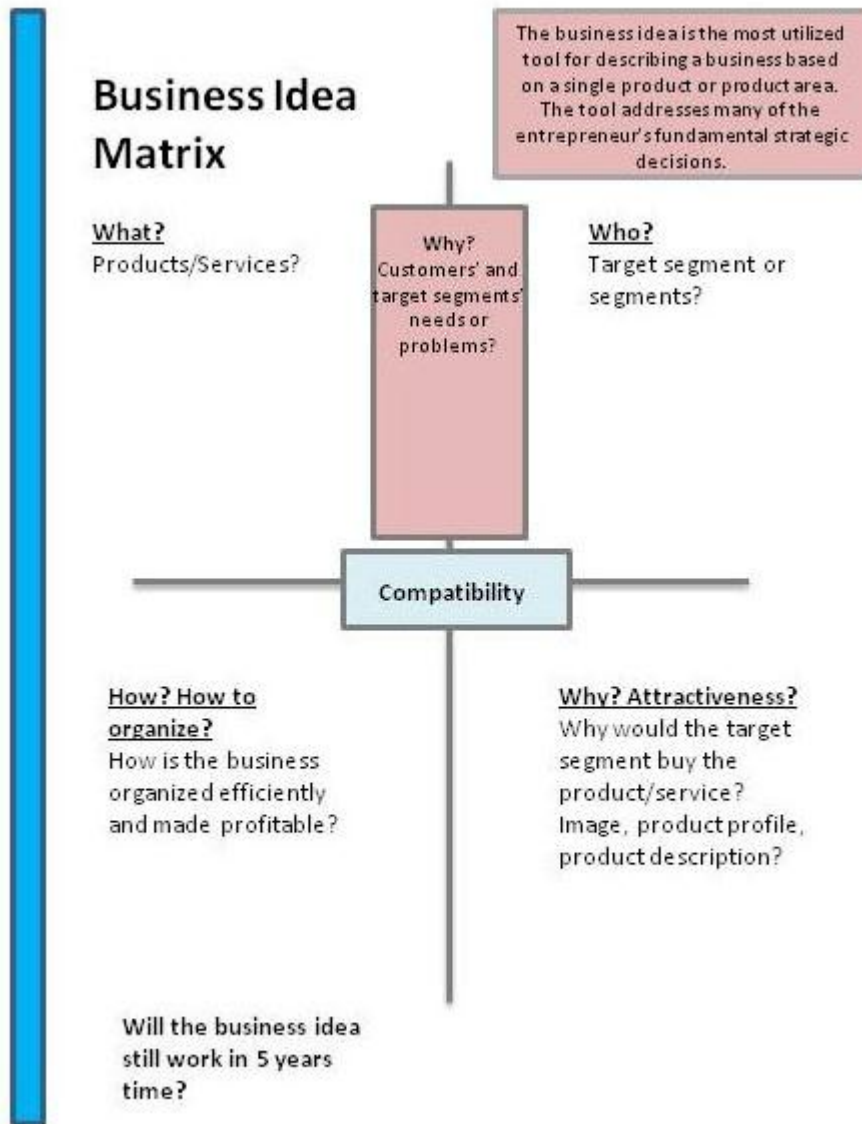 Business Idea
Matrix
The business idea is the most utilized
tool for describing a business based
on a single product or product area.
The tool addresses many of the
entrepreneur's fundamental strategic
decisions.
What?
Products/Services?
Why?
Customers' and
target segments'
needs or
problems?
Who?
Target segment or
segments?
Compatibility
How? How to
organize?
How is the business
organized efficiently
and made profitable?
Why? Attractiveness?
Why would the target
segment buy the
product/service?
Image, product profile,
product description?
Will the business idea
still work in 5 years
time?